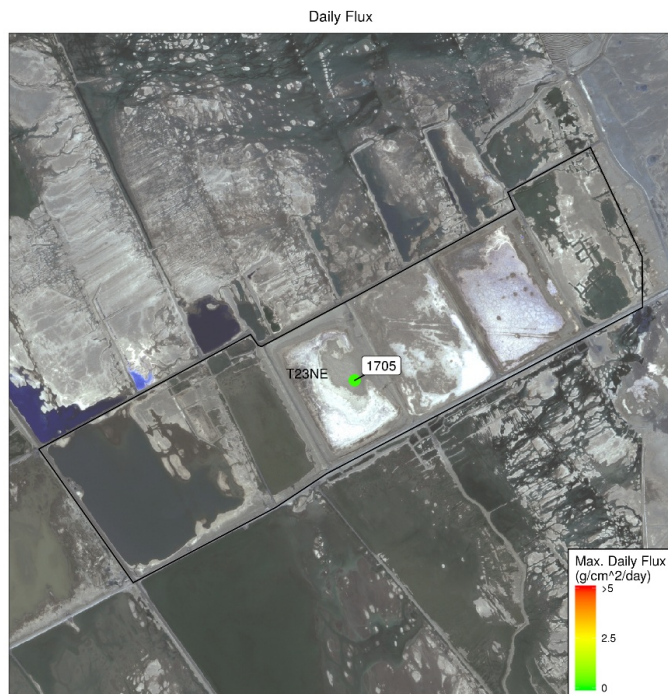 Daily Flux
1705
T23NE
Max. Daily Flux
(g/cm^2/day)
>5
2.5
0